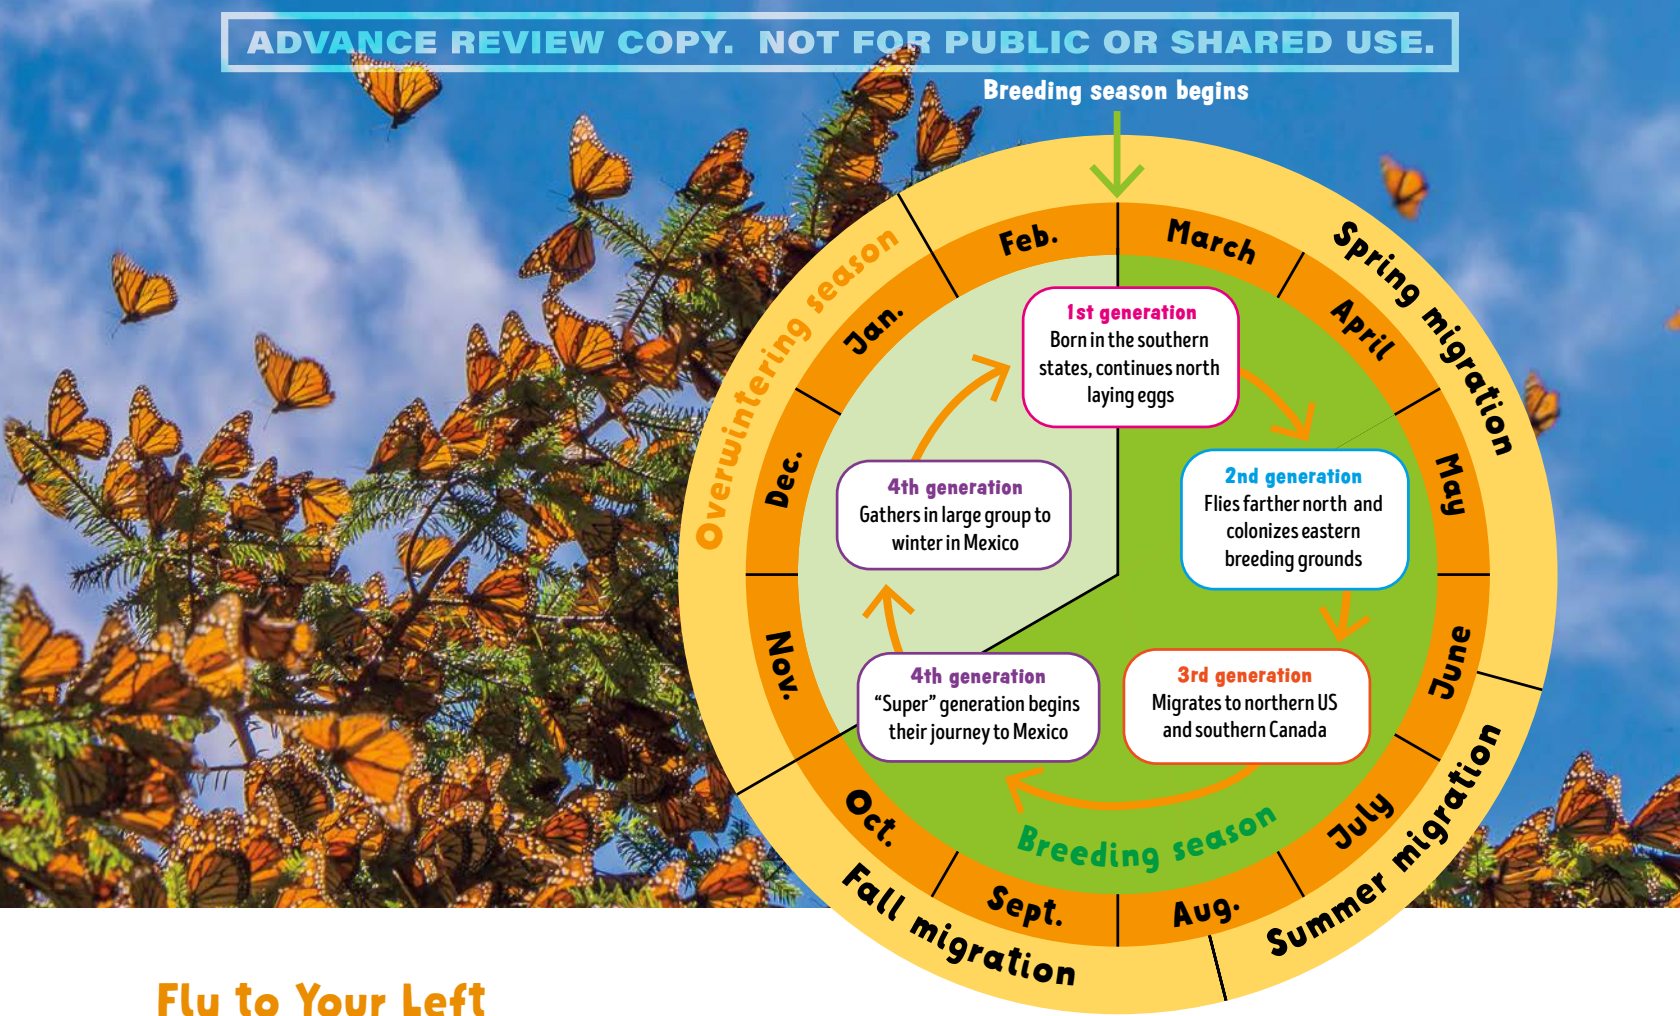 ADVANCE REVIEW COPY.  NOT FOR PUBLIC OR SHARED USE.
Breeding season begins
Overwintering season
Spring migration
Summer migration
Fall migration
Jan.
Feb.
March
April
May
June
July
Aug.
Sept.
Oct.
Nov.
Dec.
1st generation
Born in the southern
states, continues north
laying eggs
2nd generation
Flies farther north and
colonizes eastern
breeding grounds
3rd generation
Migrates to northern US
and southern Canada
4th generation
“Super” generation begins
their journey to Mexico
4th generation
Gathers in large group to
winter in Mexico
Breeding season
Fly to Your Left